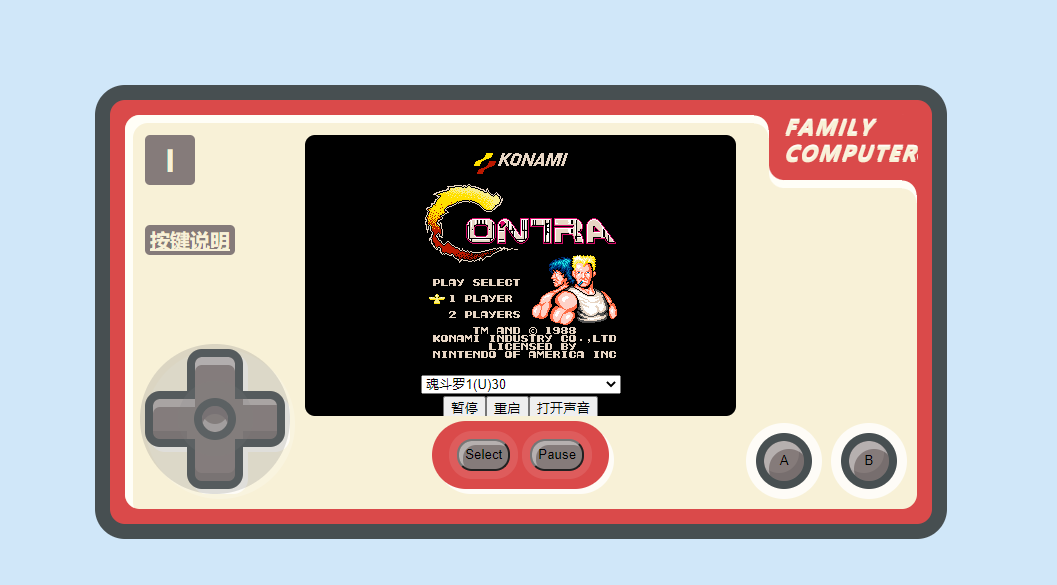 FAMILY
COMPUTER
I
按键说明
KONAMI
CONTRA
PLAY SELECT
1 PLAYER
2 PLAYERS
TM AND © 1988
KONAMI INDUSTRY CO.,LTD
LICENSED BY
NINTENDO OF AMERICA INC
魂斗罗1(U)30
暂停 重启 打开声音
Select Pause
A B